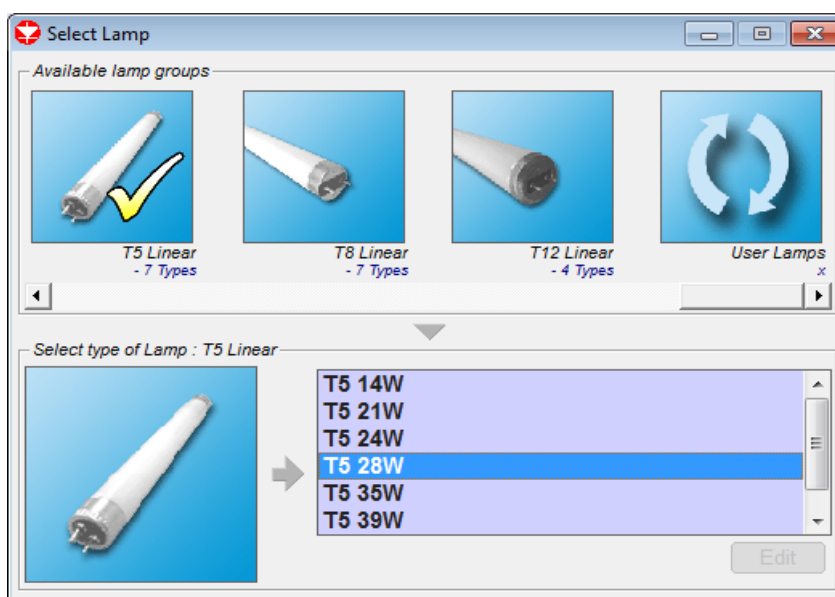 Select Lamp
Available lamp groups
T5 Linear
- 7 Types
T8 Linear
- 7 Types
T12 Linear
- 4 Types
User Lamps
x
Select type of Lamp : T5 Linear
T5 14W
T5 21W
T5 24W
T5 28W
T5 35W
T5 39W
Edit